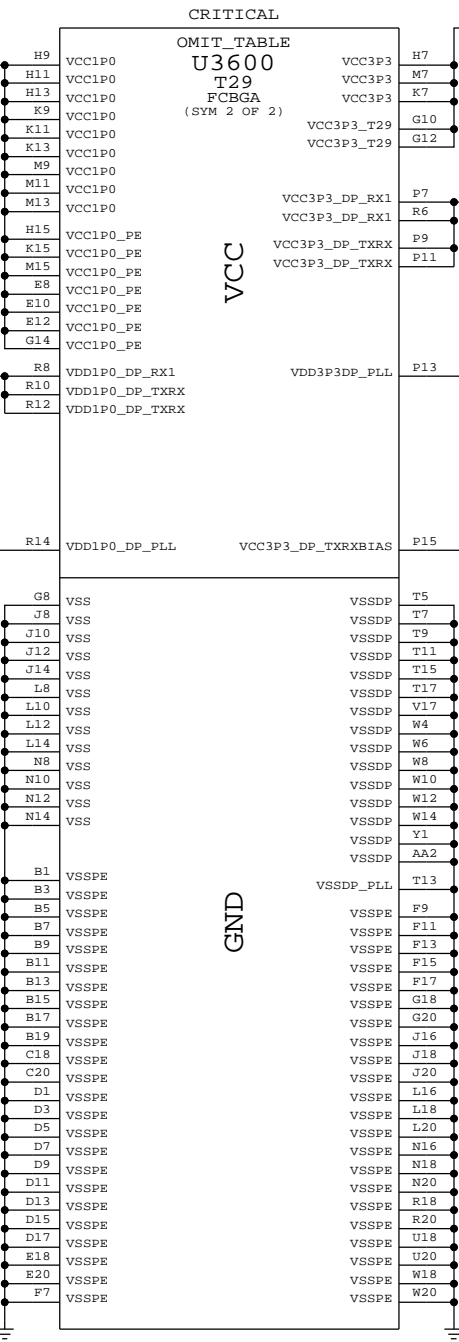 CRITICAL
OMIT_TABLE
U3600
T29
FCBGA
(SYM 2 OF 2)
VCC
H9 VCC1P0 VCC3P3 H7
H11 VCC1P0 VCC3P3 M7
H13 VCC1P0 VCC3P3 K7
K9 VCC1P0
K11 VCC1P0 VCC3P3_T29 G10
K13 VCC1P0 VCC3P3_T29 G12
M9 VCC1P0
M11 VCC1P0
M13 VCC1P0 VCC3P3_DP_RX1 P7
VCC3P3_DP_RX1 R6
H15 VCC1P0_PE
K15 VCC1P0_PE VCC3P3_DP_TXRX P9
M15 VCC1P0_PE VCC3P3_DP_TXRX P11
E8 VCC1P0_PE
E10 VCC1P0_PE
E12 VCC1P0_PE
G14 VCC1P0_PE
R8 VDD1P0_DP_RX1 VDD3P3DP_PLL P13
R10 VDD1P0_DP_TXRX
R12 VDD1P0_DP_TXRX
R14 VDD1P0_DP_PLL VCC3P3_DP_TXRXBIAS P15
GND
G8 VSS VSSDP T5
J8 VSS VSSDP T7
J10 VSS VSSDP T9
J12 VSS VSSDP T11
J14 VSS VSSDP T15
L8 VSS VSSDP T17
L10 VSS VSSDP V17
L12 VSS VSSDP W4
L14 VSS VSSDP W6
N8 VSS VSSDP W8
N10 VSS VSSDP W10
N12 VSS VSSDP W12
N14 VSS VSSDP W14
VSSDP Y1
VSSDP AA2
B1 VSSPE VSSDP_PLL T13
B3 VSSPE
B5 VSSPE VSSPE F9
B7 VSSPE VSSPE F11
B9 VSSPE VSSPE F13
B11 VSSPE VSSPE F15
B13 VSSPE VSSPE F17
B15 VSSPE VSSPE G18
B17 VSSPE VSSPE G20
B19 VSSPE VSSPE J16
C18 VSSPE VSSPE J18
C20 VSSPE VSSPE J20
D1 VSSPE VSSPE L16
D3 VSSPE VSSPE L18
D5 VSSPE VSSPE L20
D7 VSSPE VSSPE N16
D9 VSSPE VSSPE N18
D11 VSSPE VSSPE N20
D13 VSSPE VSSPE R18
D15 VSSPE VSSPE R20
D17 VSSPE VSSPE U18
E18 VSSPE VSSPE U20
E20 VSSPE VSSPE W18
F7 VSSPE VSSPE W20